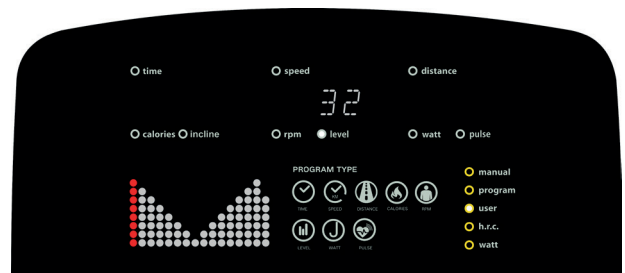 time speed distance
32
calories incline rpm level watt pulse
PROGRAM TYPE
manual
TIME SPEED DISTANCE CALORIES RPM
program
user
LEVEL WATT PULSE
h.r.c.
watt